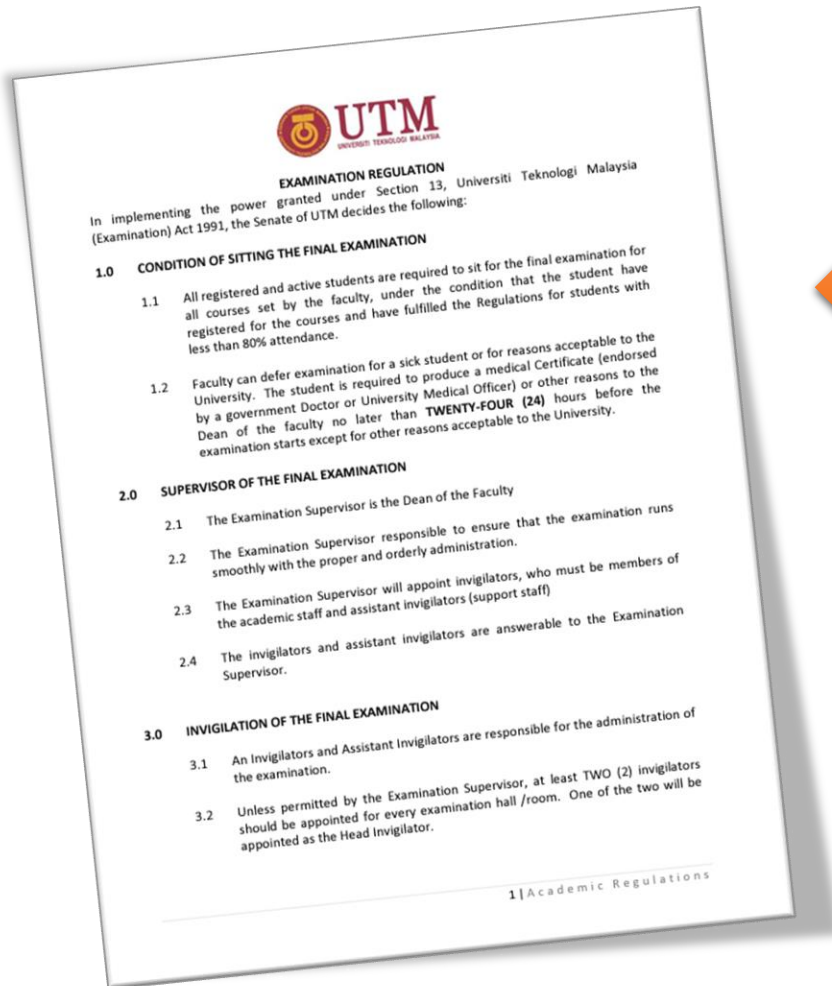 UTM
UNIVERSITI TEKNOLOGI MALAYSIA
EXAMINATION REGULATION
In implementing the power granted under Section 13, Universiti Teknologi Malaysia
(Examination) Act 1991, the Senate of UTM decides the following:
1.0 CONDITION OF SITTING THE FINAL EXAMINATION
1.1 All registered and active students are required to sit for the final examination for
all courses set by the faculty, under the condition that the student have
registered for the courses and have fulfilled the Regulations for students with
less than 80% attendance.
1.2 Faculty can defer examination for a sick student or for reasons acceptable to the
University. The student is required to produce a medical Certificate (endorsed
by a government Doctor or University Medical Officer) or other reasons to the
Dean of the faculty no later than TWENTY-FOUR (24) hours before the
examination starts except for other reasons acceptable to the University.
2.0 SUPERVISOR OF THE FINAL EXAMINATION
2.1 The Examination Supervisor is the Dean of the Faculty
2.2 The Examination Supervisor responsible to ensure that the examination runs
smoothly with the proper and orderly administration.
2.3 The Examination Supervisor will appoint invigilators, who must be members of
the academic staff and assistant invigilators (support staff)
2.4 The invigilators and assistant invigilators are answerable to the Examination
Supervisor.
3.0 INVIGILATION OF THE FINAL EXAMINATION
3.1 An Invigilators and Assistant Invigilators are responsible for the administration of
the examination.
3.2 Unless permitted by the Examination Supervisor, at least TWO (2) invigilators
should be appointed for every examination hall /room. One of the two will be
appointed as the Head Invigilator.
1 | Academic Regulations